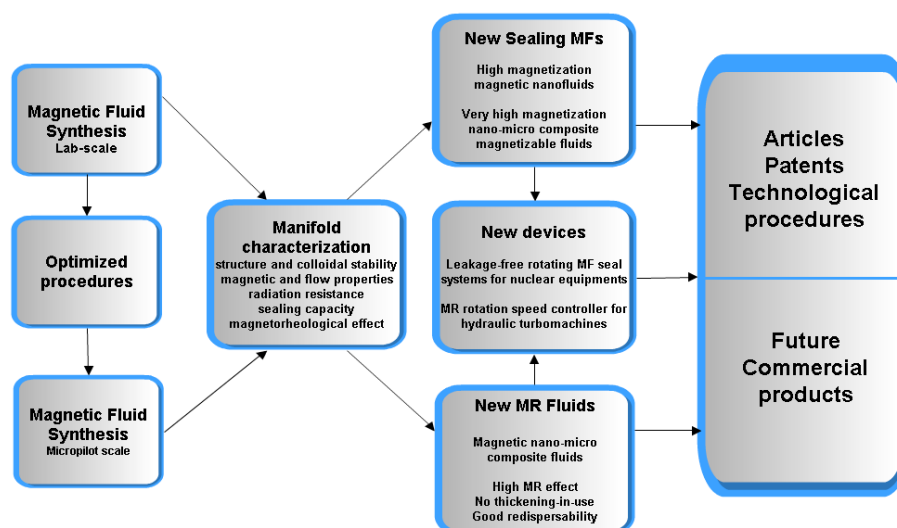 Magnetic Fluid
Synthesis
Lab-scale
Optimized
procedures
Magnetic Fluid
Synthesis
Micropilot scale
Manifold
characterization
structure and colloidal stability
magnetic and flow properties
radiation resistance
sealing capacity
magnetorheological effect
New Sealing MFs
High magnetization
magnetic nanofluids
Very high magnetization
nano-micro composite
magnetizable fluids
New devices
Leakage-free rotating MF seal
systems for nuclear equipments
MR rotation speed controller for
hydraulic turbomachines
New MR Fluids
Magnetic nano-micro
composite fluids
High MR effect
No thickening-in-use
Good redispersability
Articles
Patents
Technological
procedures
Future
Commercial
products